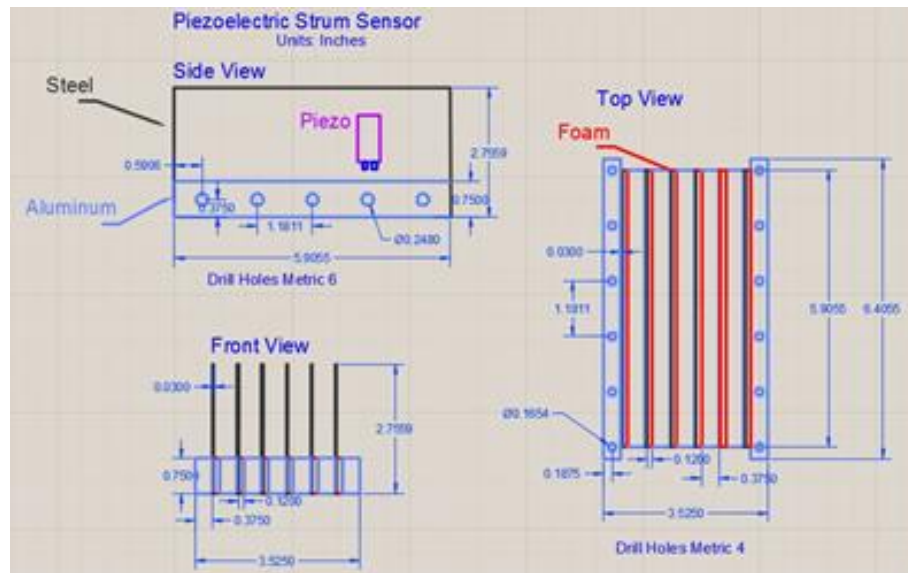 Piezoelectric Strum Sensor
Units: Inches
Side View
Steel
Piezo
2.7559
0.5906
Aluminum
0.3750
0.7500
1.1811
Ø0.2480
5.9055
Drill Holes Metric 6
Front View
0.0300
2.7559
0.7500
0.1200
0.3750
3.5250
Top View
Foam
0.0300
1.1811
5.9055
6.4055
Ø0.1654
0.1200
0.1875
0.3750
3.5250
Drill Holes Metric 4